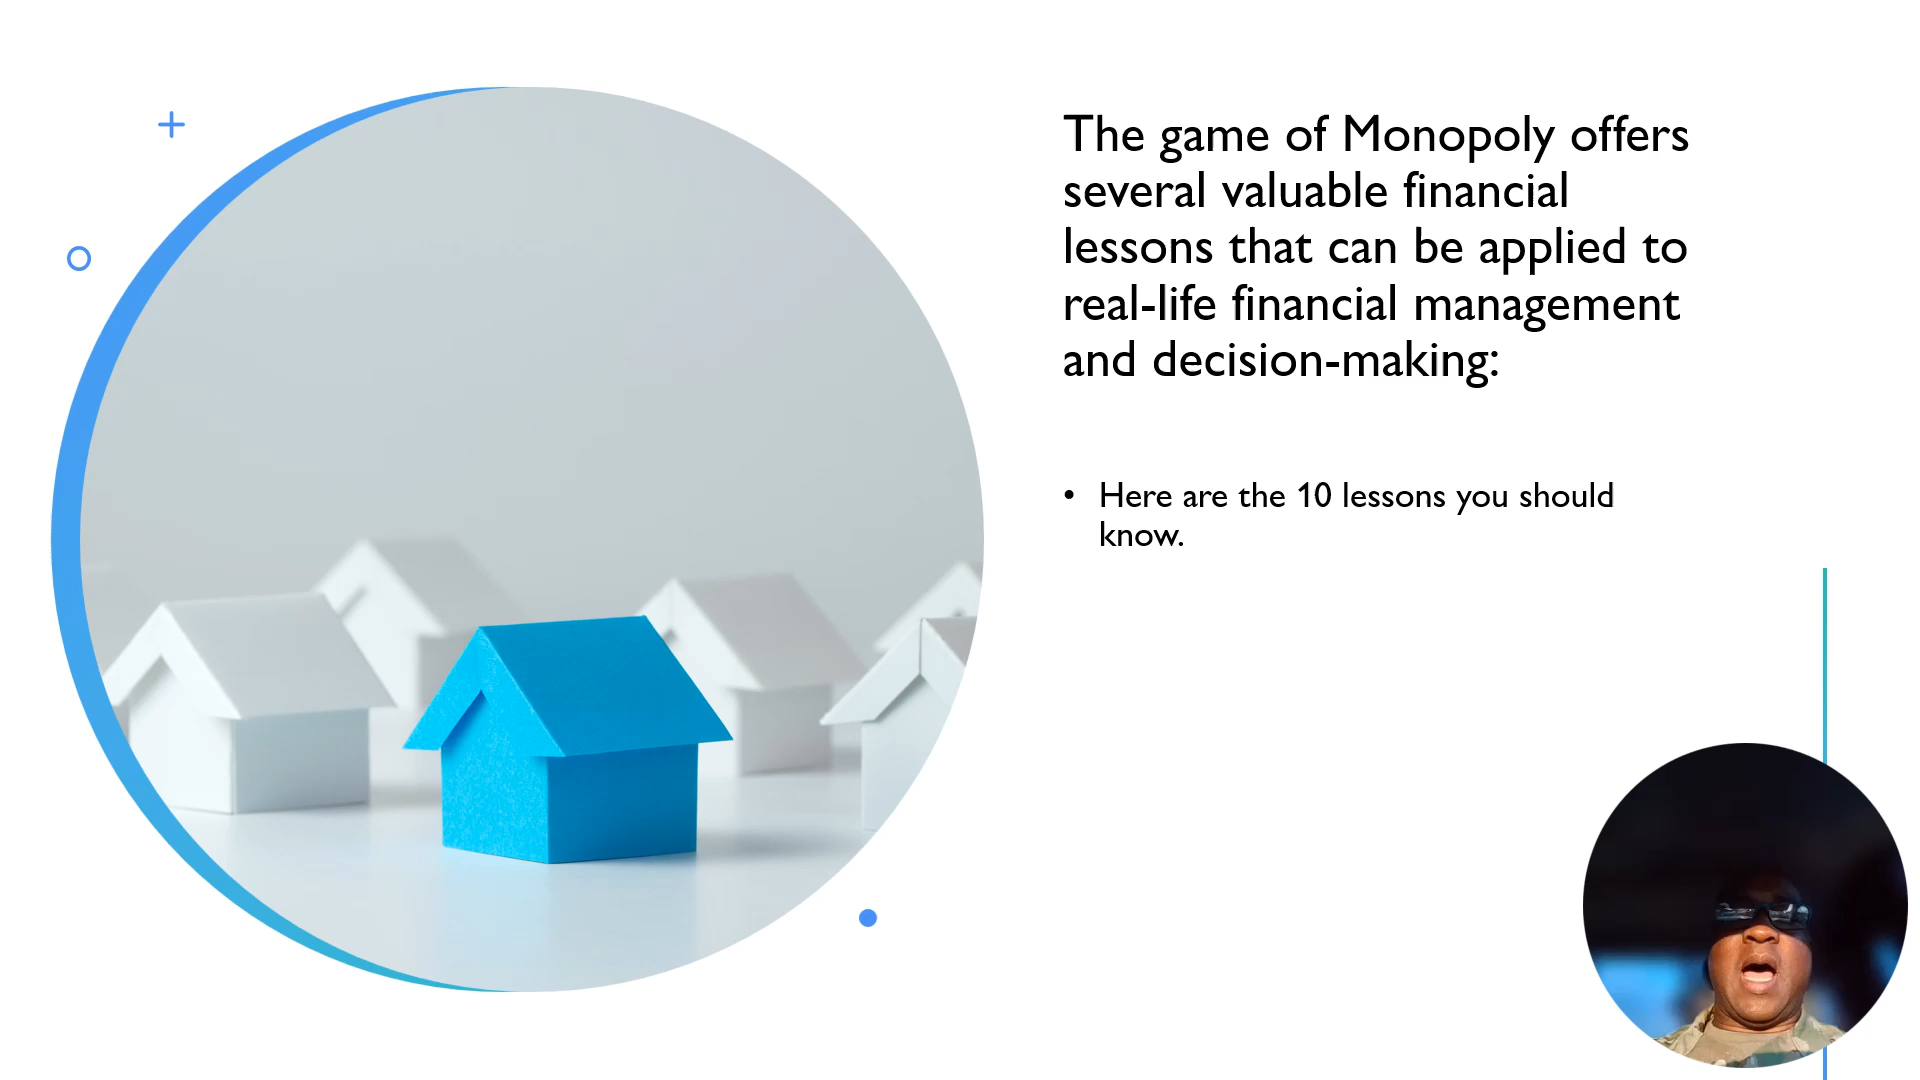 The game of Monopoly offers
several valuable financial
lessons that can be applied to
real-life financial management
and decision-making:
• Here are the 10 lessons you should
know.